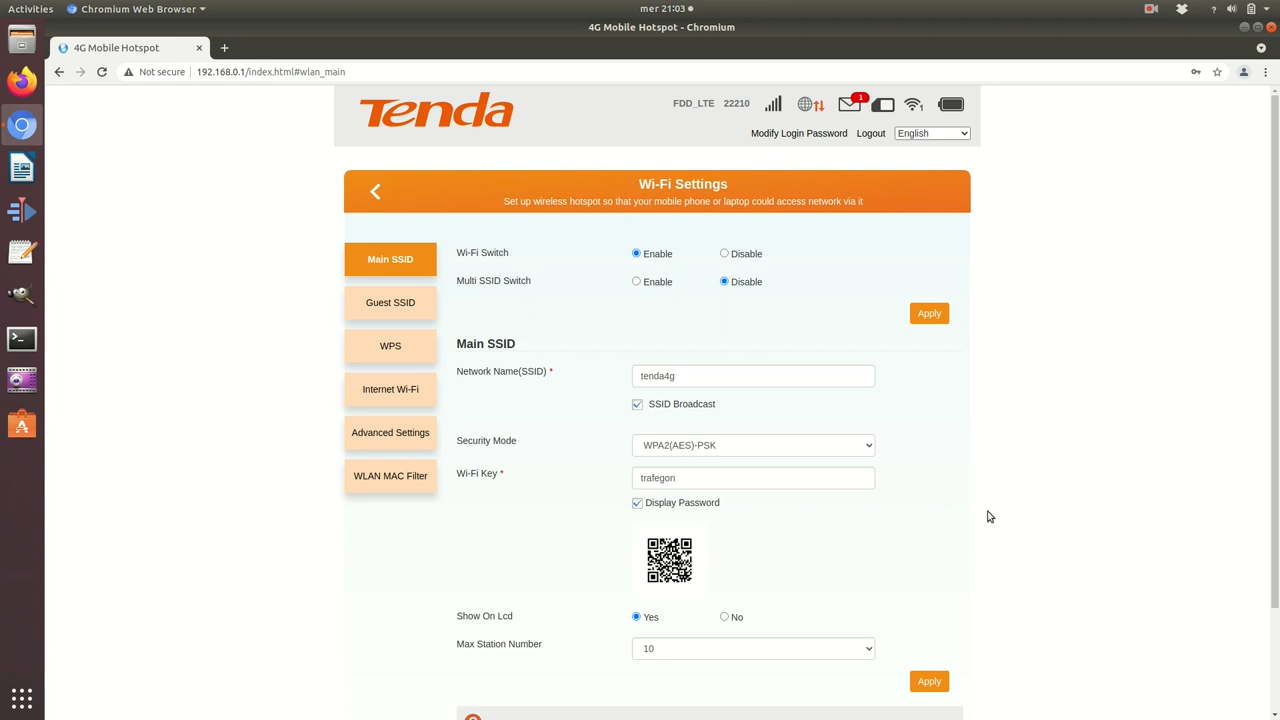 Activities
Chromium Web Browser
mer 21:03
?
4G Mobile Hotspot - Chromium
4G Mobile Hotspot
Not secure
192.168.0.1/index.html#wlan_main
Tenda
FDD_LTE 22210
1
1
Modify Login Password
Logout
English
Wi-Fi Settings
Set up wireless hotspot so that your mobile phone or laptop could access network via it
Main SSID
Guest SSID
WPS
Internet Wi-Fi
Advanced Settings
WLAN MAC Filter
Wi-Fi Switch
Enable
Disable
Multi SSID Switch
Enable
Disable
Apply
Main SSID
Network Name(SSID) *
tenda4g
SSID Broadcast
Security Mode
WPA2(AES)-PSK
Wi-Fi Key *
trafegon
Display Password
Show On Lcd
Yes
No
Max Station Number
10
Apply